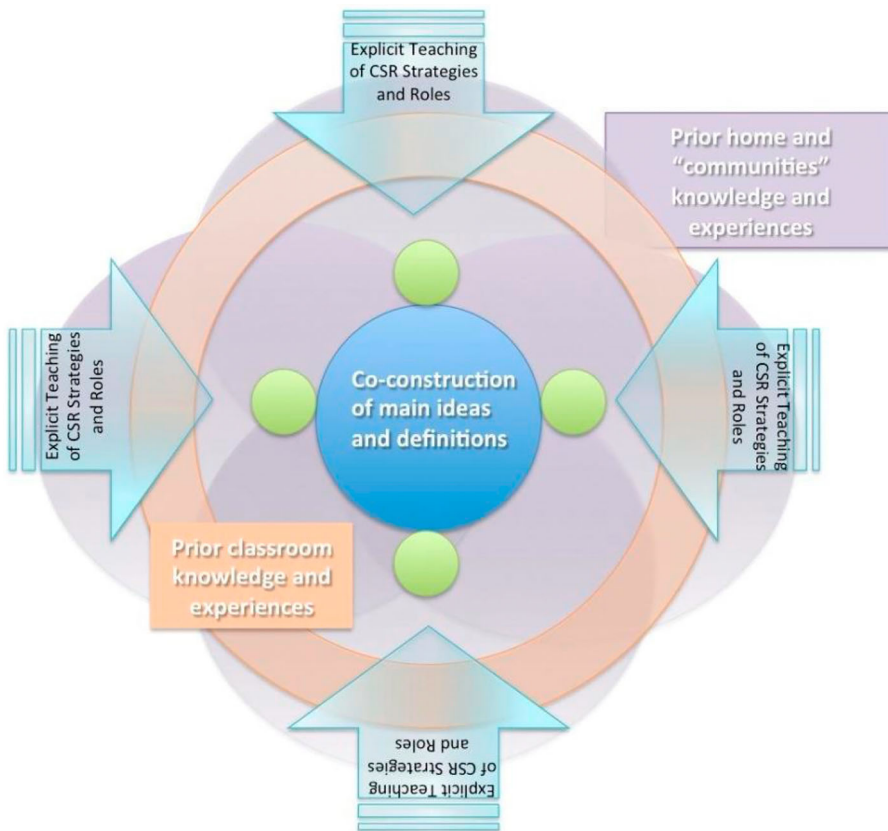 Explicit Teaching
of CSR Strategies
and Roles
Prior home and
“communities”
knowledge and
experiences
Explicit Teaching
of CSR Strategies
and Roles
Co-construction
of main ideas
and definitions
Explicit Teaching
of CSR Strategies
and Roles
Prior classroom
knowledge and
experiences
Explicit Teaching
of CSR Strategies
and Roles